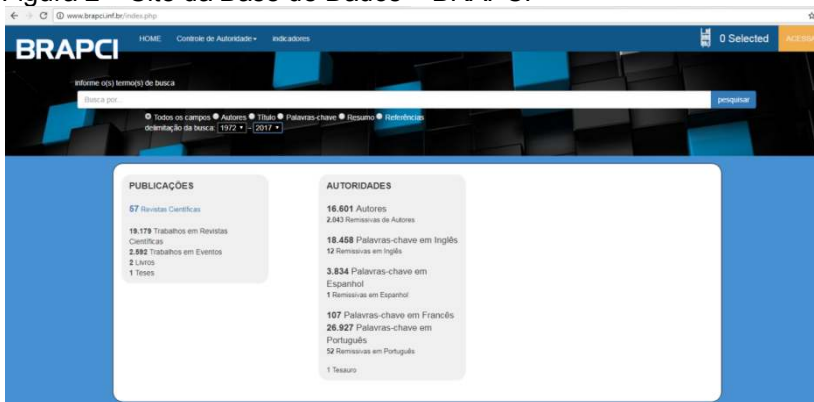 Figura 2 – Site da Base de Dados – BRAPCI
www.brapci.inf.br/index.php
BRAPCI
HOME Controle de Autoridade indicadores
0 Selected
informe o(s) termo(s) de busca
Busca por...
pesquisar
Todos os campos Autores Título Palavras-chave Resumo Referências
delimitação da busca: 1972 - 2017
PUBLICAÇÕES
57 Revistas Científicas
19.179 Trabalhos em Revistas
Científicas
2.592 Trabalhos em Eventos
2 Livros
1 Teses
AUTORIDADES
16.601 Autores
2.043 Remissivas de Autores
18.458 Palavras-chave em Inglês
12 Remissivas em Inglês
3.834 Palavras-chave em
Espanhol
1 Remissivas em Espanhol
107 Palavras-chave em Francês
26.927 Palavras-chave em
Português
52 Remissivas em Português
1 Tesauro